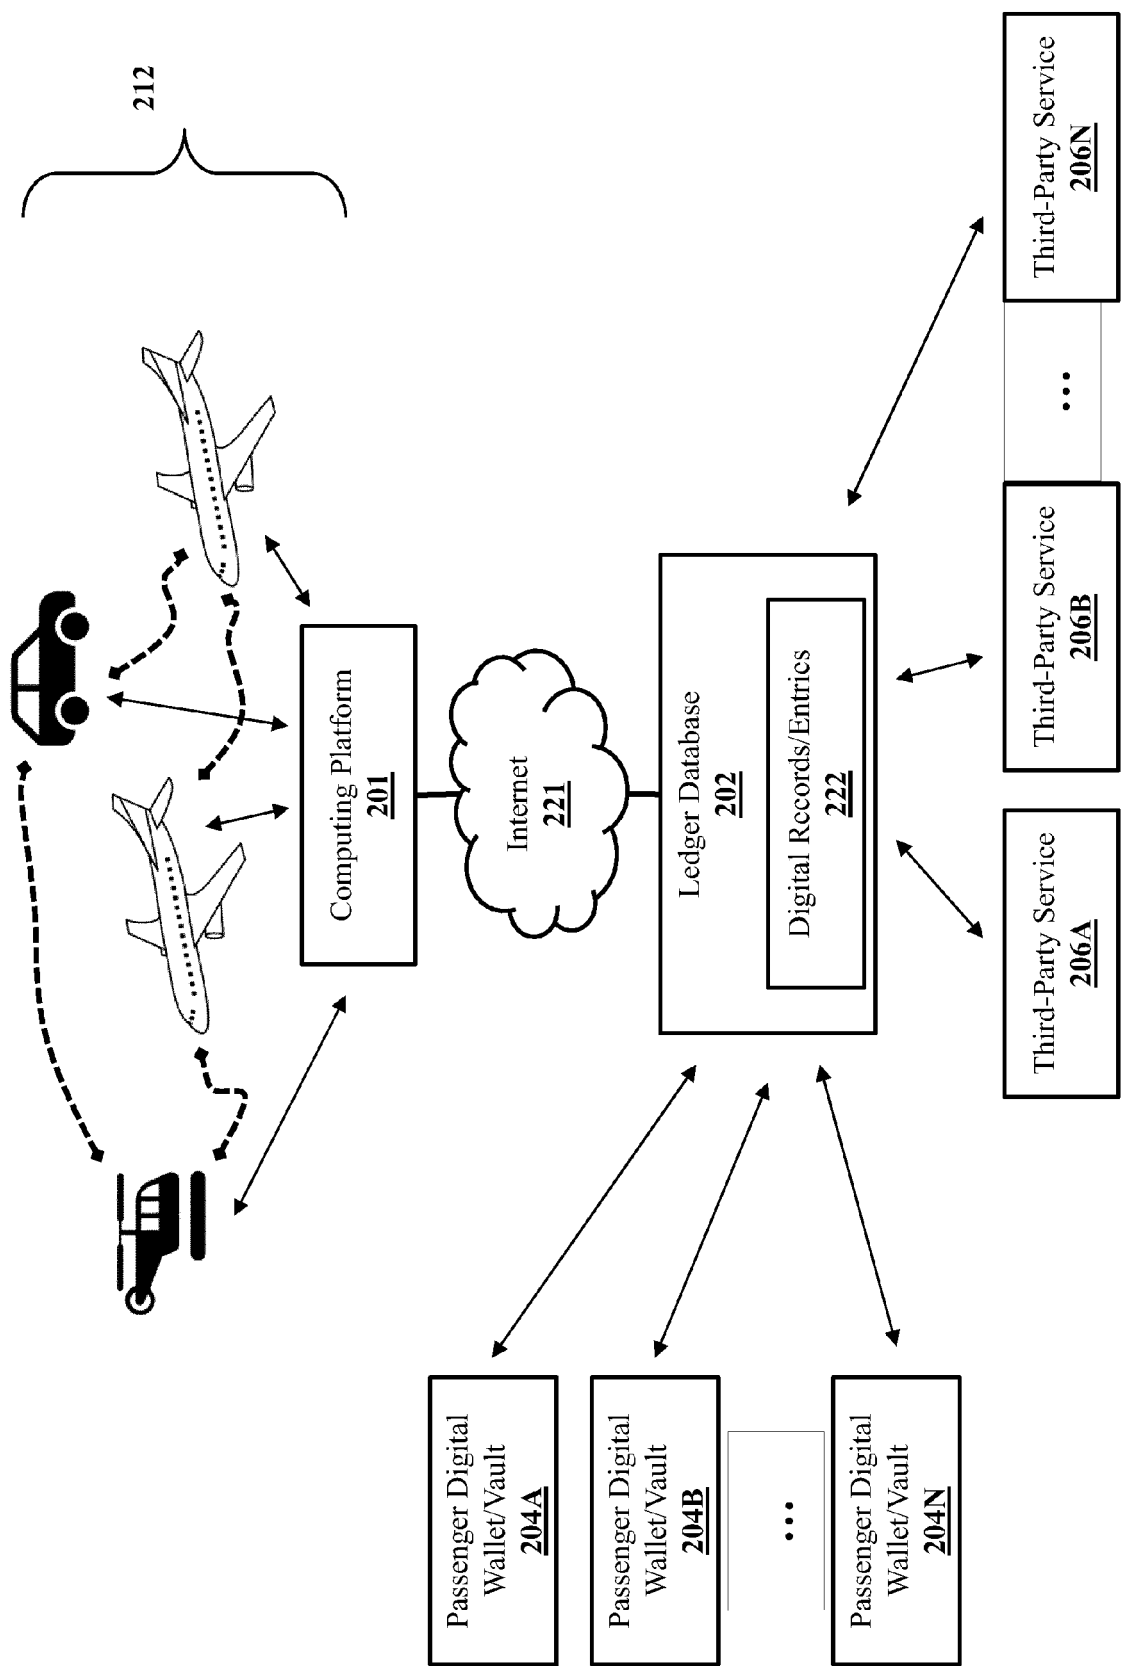 212
Computing Platform
201
Internet
221
Ledger Database
202
Digital Records/Entries
222
Passenger Digital
Wallet/Vault
204A
Passenger Digital
Wallet/Vault
204B
...
Passenger Digital
Wallet/Vault
204N
Third-Party Service
206A
Third-Party Service
206B
...
Third-Party Service
206N